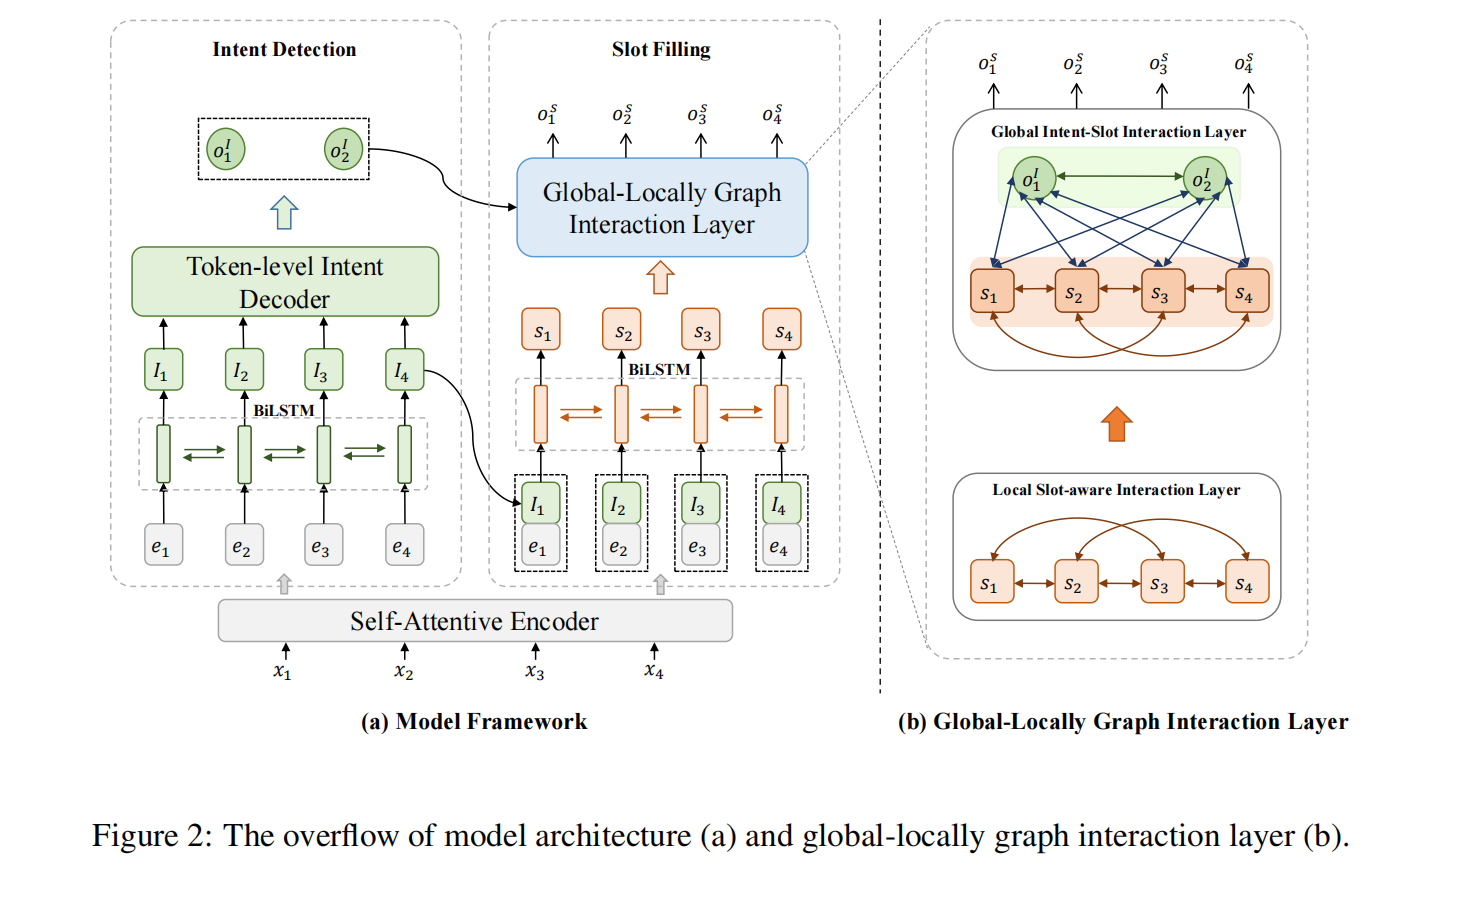 Intent Detection
Slot Filling
o_1^I o_2^I
o_1^S o_2^S o_3^S o_4^S
Global-Locally Graph
Interaction Layer
Token-level Intent
Decoder
s_1 s_2 s_3 s_4
I_1 I_2 I_3 I_4
BiLSTM
BiLSTM
I_1 I_2 I_3 I_4
e_1 e_2 e_3 e_4
e_1 e_2 e_3 e_4
Self-Attentive Encoder
x_1 x_2 x_3 x_4
(a) Model Framework
o_1^S o_2^S o_3^S o_4^S
Global Intent-Slot Interaction Layer
o_1^I o_2^I
s_1 s_2 s_3 s_4
Local Slot-aware Interaction Layer
s_1 s_2 s_3 s_4
(b) Global-Locally Graph Interaction Layer
Figure 2: The overflow of model architecture (a) and global-locally graph interaction layer (b).